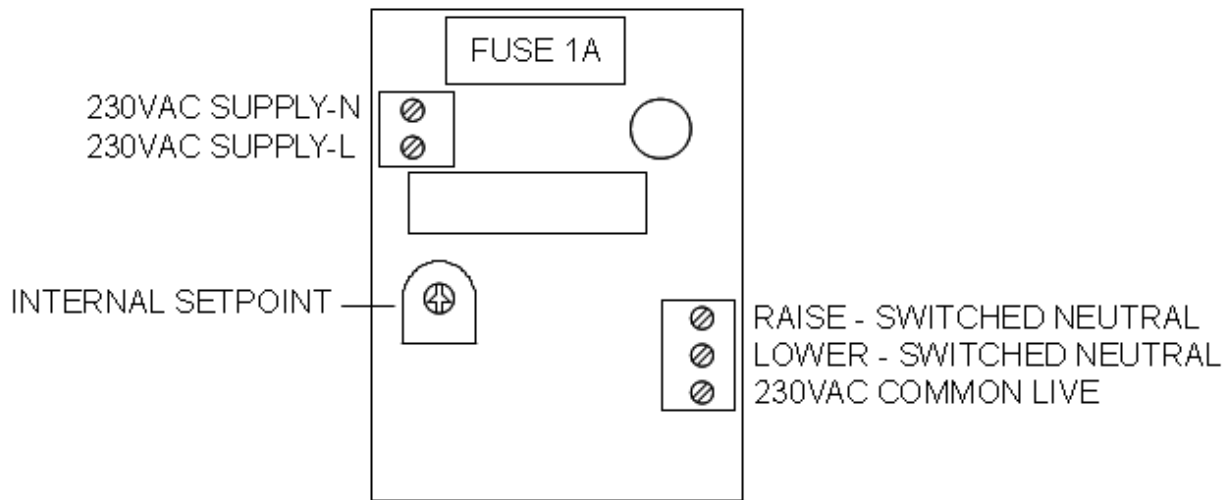 FUSE 1A
230VAC SUPPLY-N
230VAC SUPPLY-L
INTERNAL SETPOINT
RAISE - SWITCHED NEUTRAL
LOWER - SWITCHED NEUTRAL
230VAC COMMON LIVE